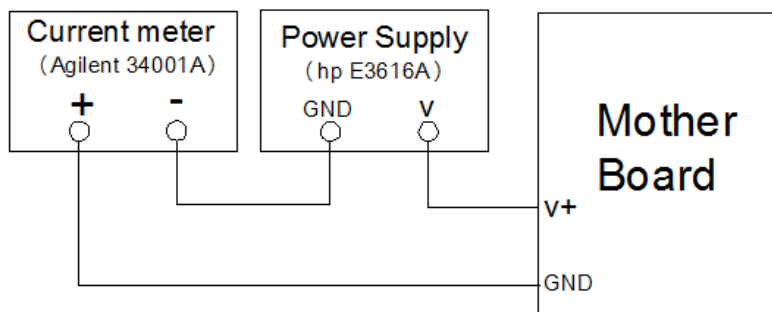 Current meter
(Agilent 34001A)
+ -
Power Supply
(hp E3616A)
GND v
Mother
Board
v+
GND